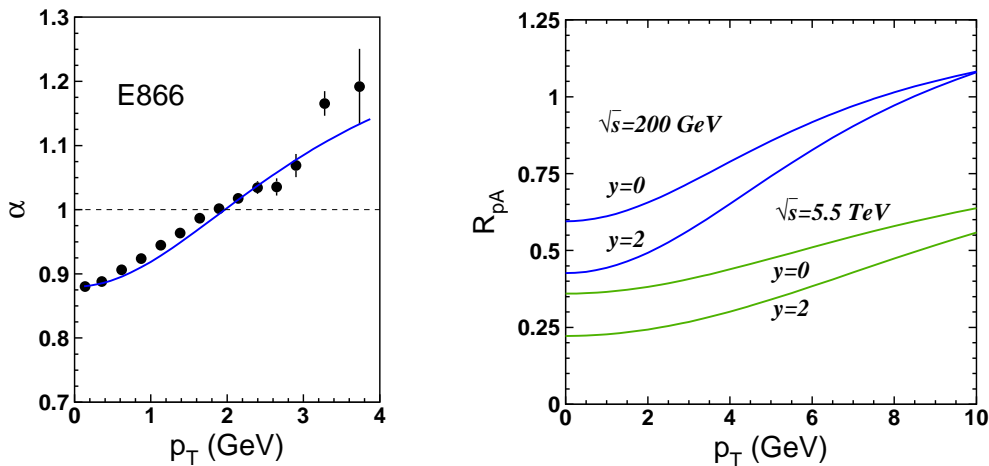 1.3
1.2
1.1
1
0.9
0.8
0.7
α
E866
0
1
2
3
4
p_T (GeV)
1.25
1
0.75
0.5
0.25
0
R_pA
√s=200 GeV
y=0
y=2
√s=5.5 TeV
y=0
y=2
0
2
4
6
8
10
p_T (GeV)